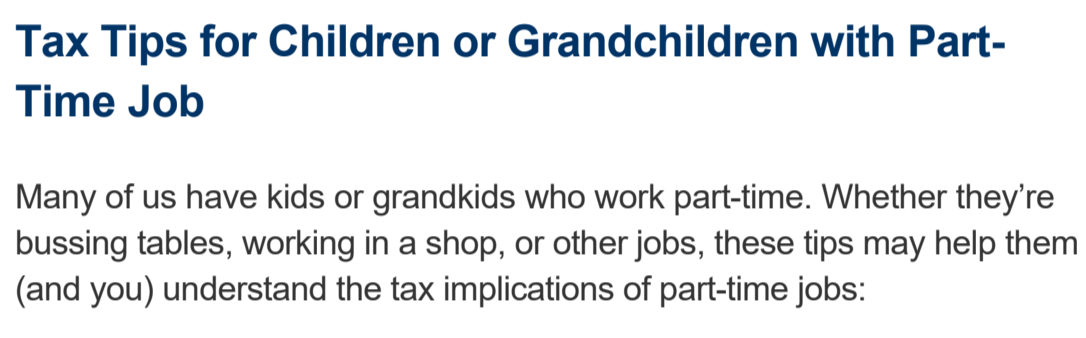 Tax Tips for Children or Grandchildren with Part-
Time Job
Many of us have kids or grandkids who work part-time. Whether they’re
bussing tables, working in a shop, or other jobs, these tips may help them
(and you) understand the tax implications of part-time jobs: